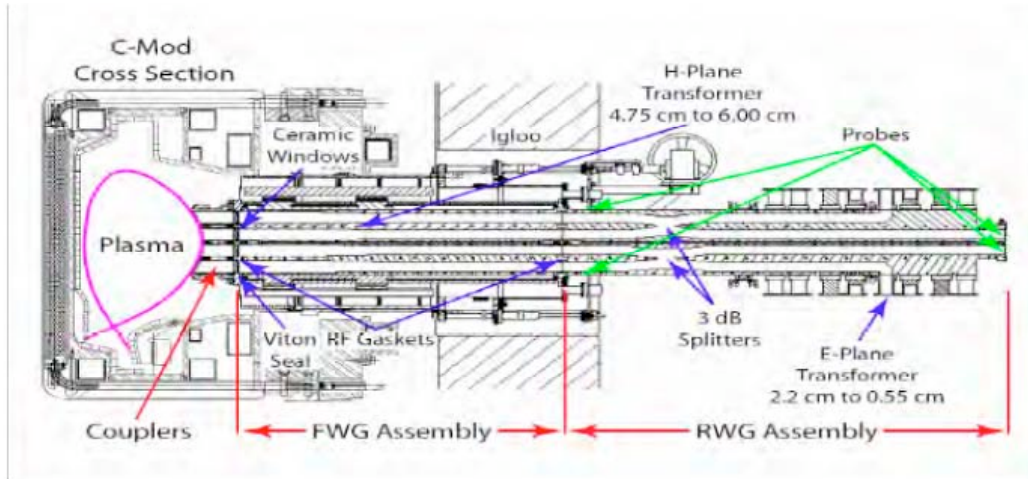 C-Mod
Cross Section
H-Plane
Transformer
4.75 cm to 6.00 cm
Ceramic
Windows
Igloo
Probes
Plasma
Viton
Seal
RF Gaskets
3 dB
Splitters
E-Plane
Transformer
2.2 cm to 0.55 cm
Couplers
FWG Assembly
RWG Assembly